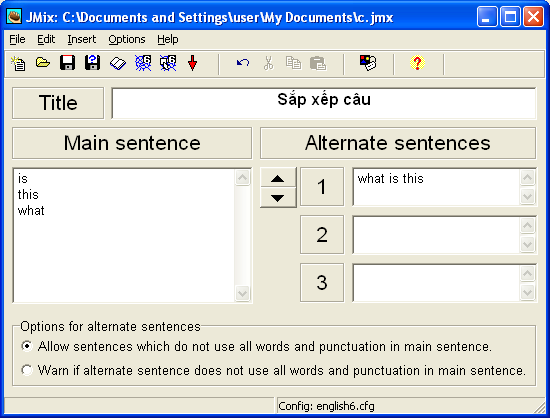 JMix: C:\Documents and Settings\user\My Documents\c.jmx
File Edit Insert Options Help
Title
Sắp xếp câu
Main sentence
Alternate sentences
is
this
what
1
what is this
2
3
Options for alternate sentences
Allow sentences which do not use all words and punctuation in main sentence.
Warn if alternate sentence does not use all words and punctuation in main sentence.
Config: english6.cfg